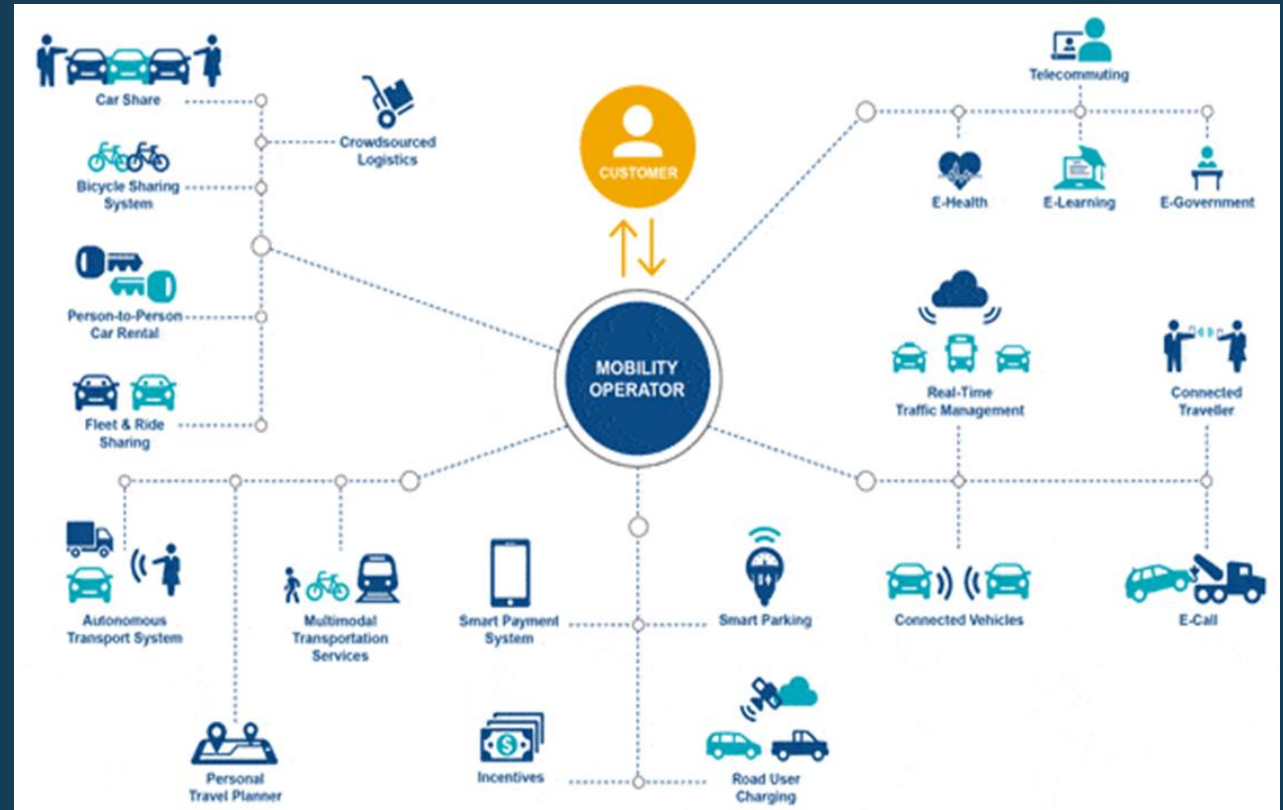 Car Share
Crowdsourced
Logistics
Bicycle Sharing
System
Person-to-Person
Car Rental
Fleet & Ride
Sharing
CUSTOMER
MOBILITY
OPERATOR
Telecommuting
E-Health
E-Learning
E-Government
Real-Time
Traffic Management
Connected
Traveller
Autonomous
Transport System
Multimodal
Transportation
Services
Personal
Travel Planner
Smart Payment
System
Smart Parking
$
Incentives
Road User
Charging
Connected Vehicles
E-Call